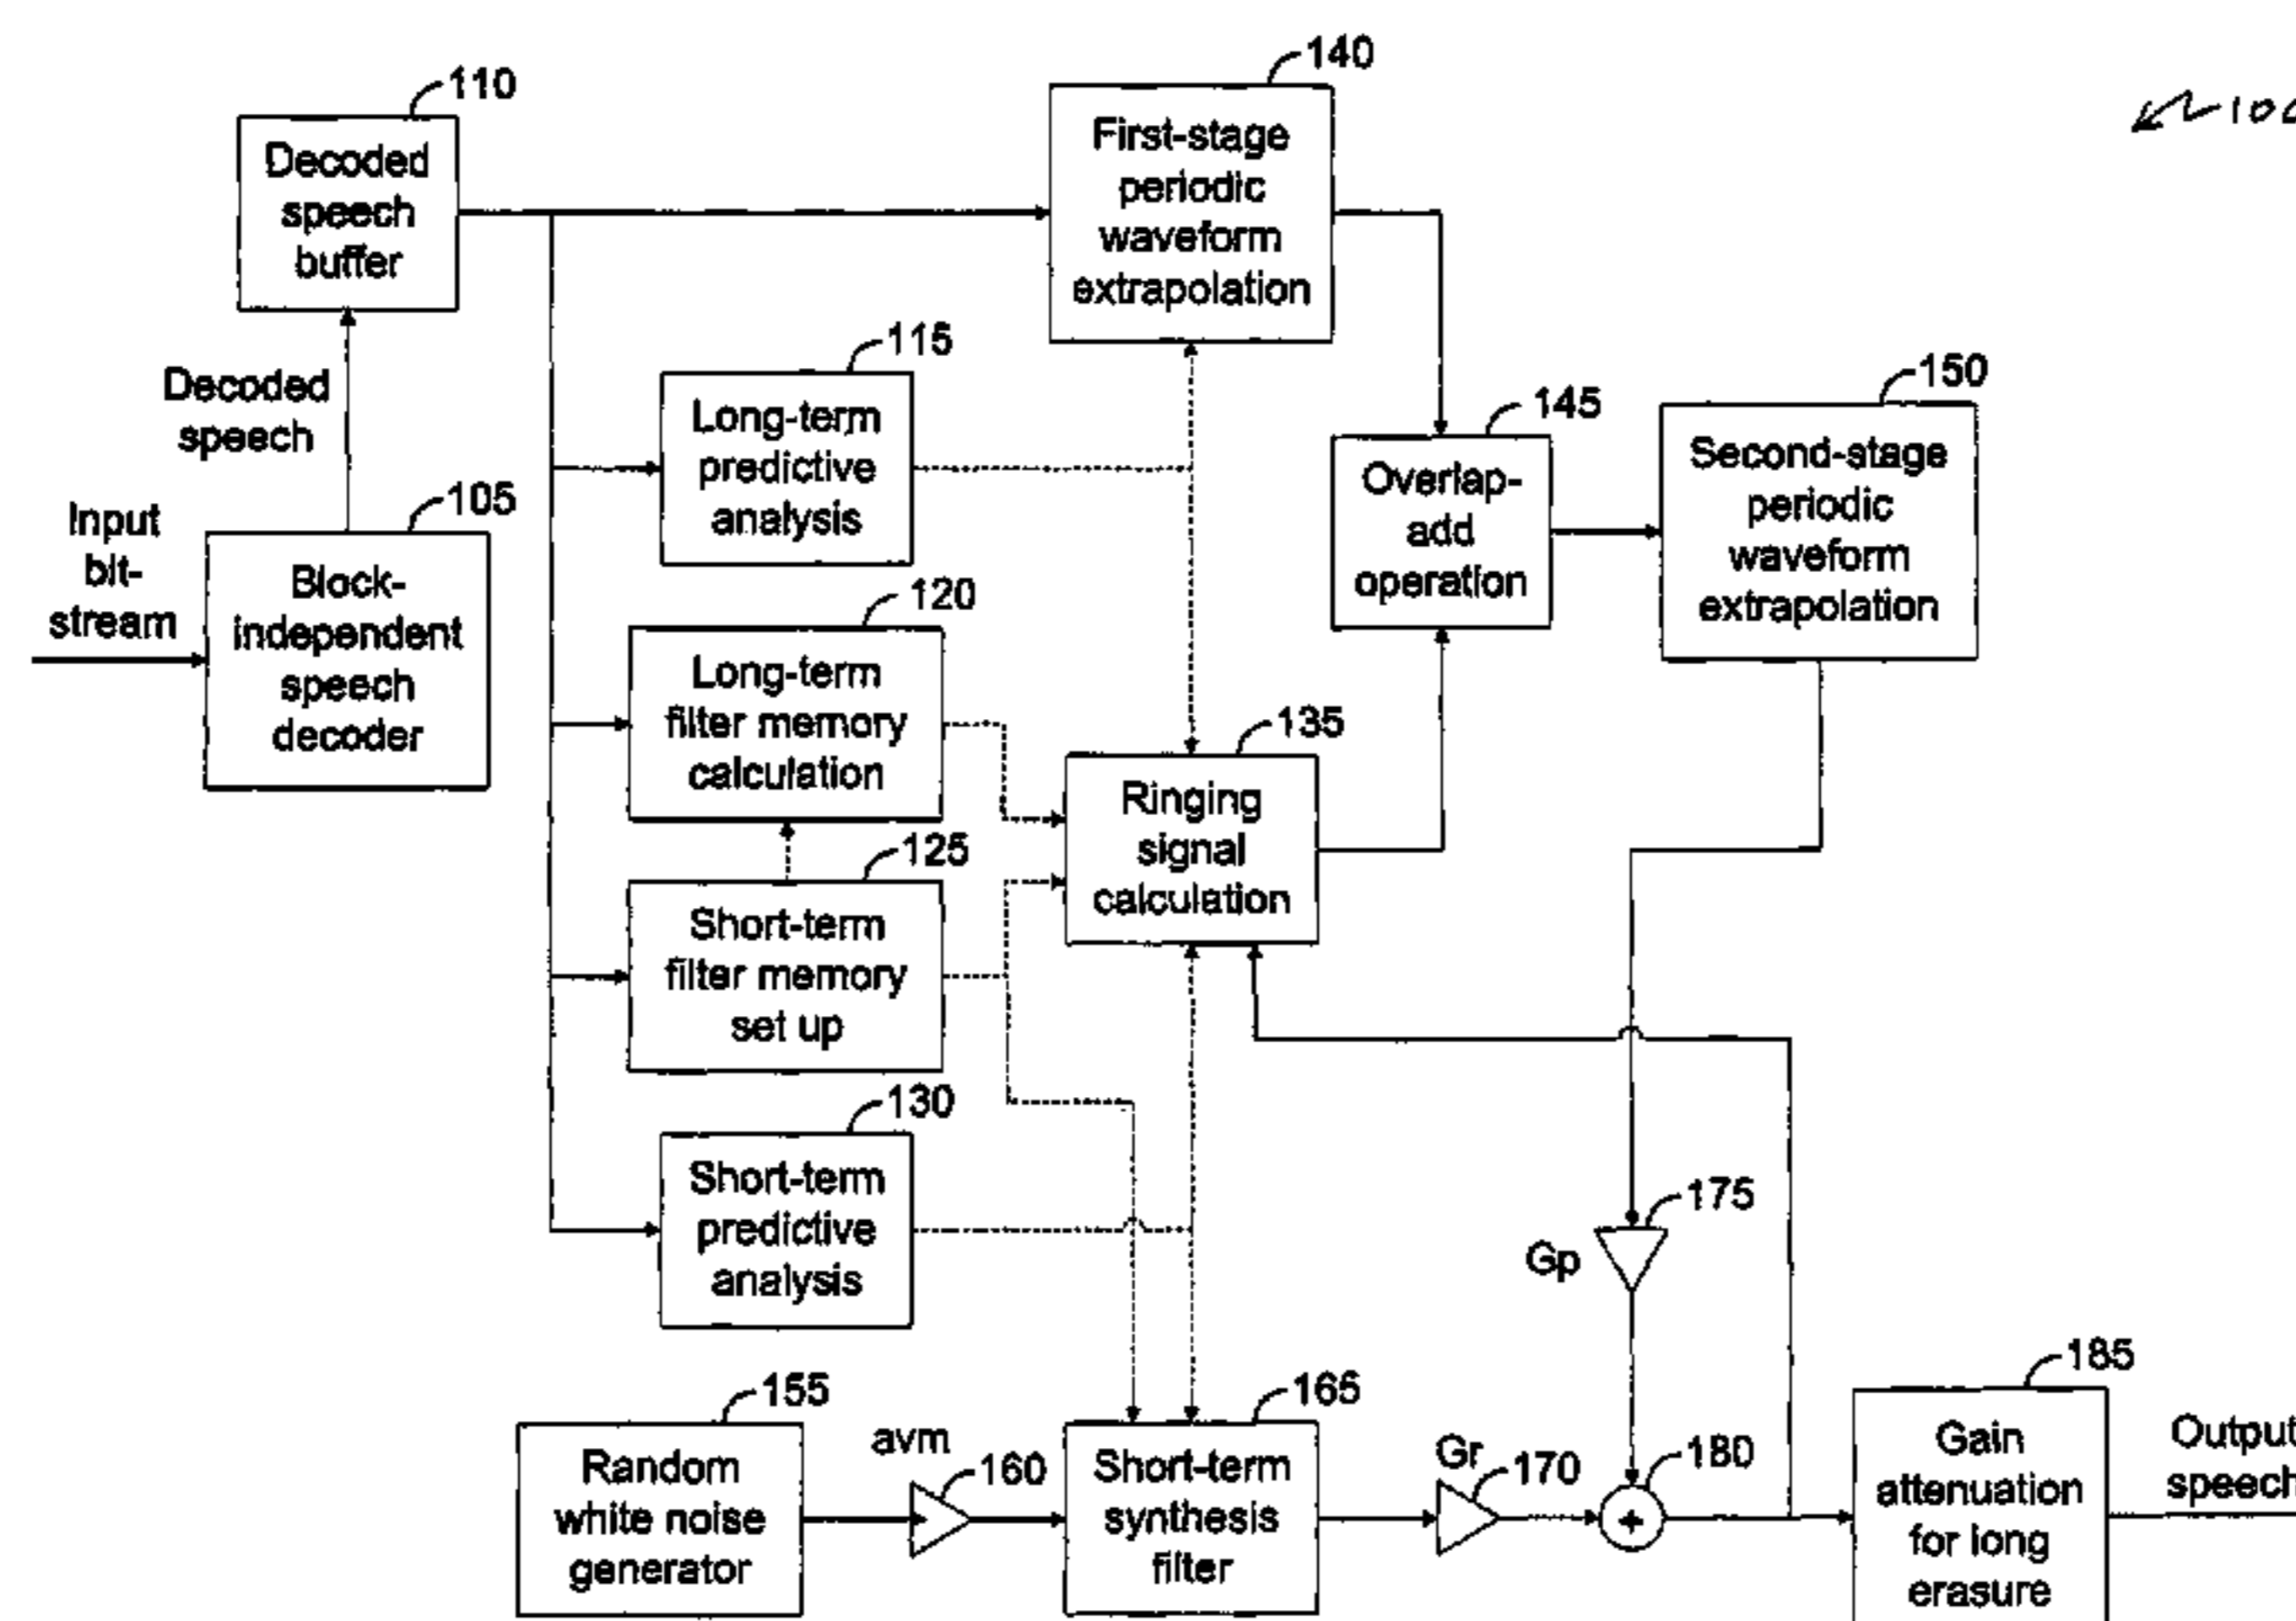 140
110
Decoded
speech
buffer
First-stage
periodic
waveform
extrapolation
115
Decoded
speech
Long-term
predictive
analysis
150
145
Second-stage
periodic
waveform
extrapolation
Overlap-
add
operation
Input
bit-
stream
105
Block-
independent
speech
decoder
120
Long-term
filter memory
calculation
135
Ringing
signal
calculation
125
Short-term
filter memory
set up
130
Short-term
predictive
analysis
175
Gp
185
155
avm
160
165
Gr
170
180
Random
white noise
generator
Short-term
synthesis
filter
+
Gain
attenuation
for long
erasure
Output
speech